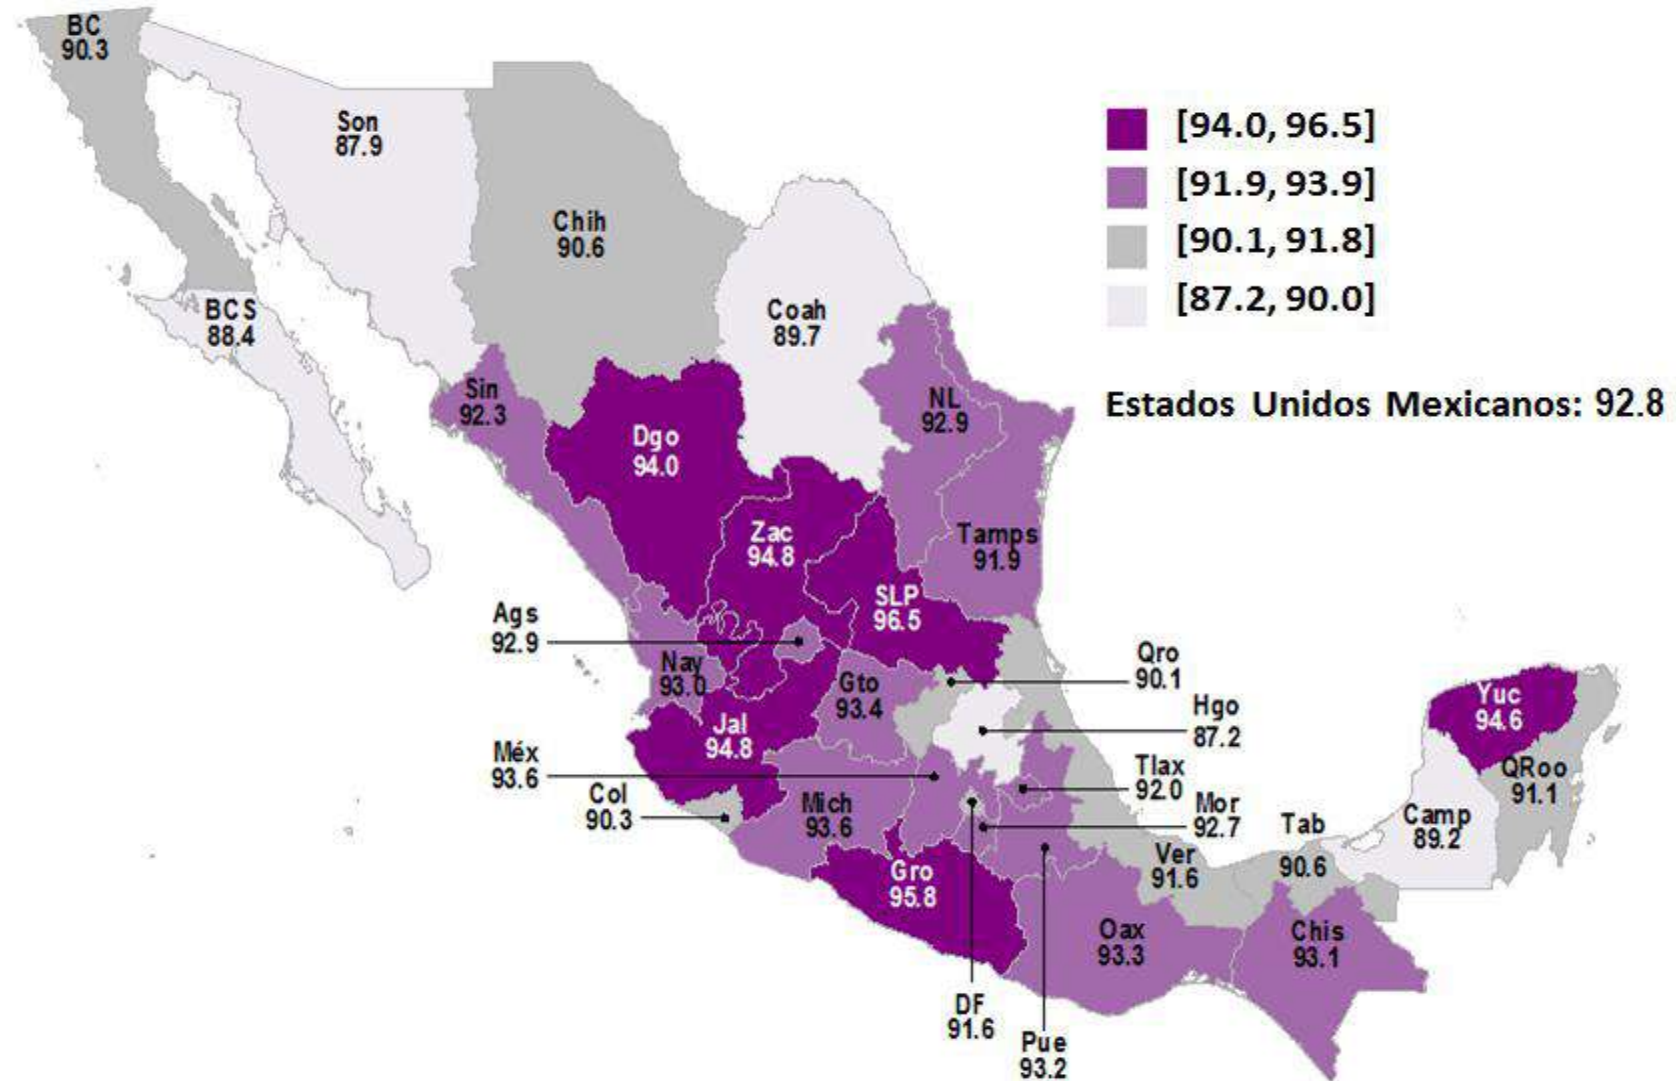 BC
90.3
Son
87.9
[94.0, 96.5]
[91.9, 93.9]
[90.1, 91.8]
[87.2, 90.0]
Chih
90.6
BCS
88.4
Coah
89.7
Estados Unidos Mexicanos: 92.8
Sin
92.3
NL
92.9
Dgo
94.0
Zac
94.8
Tamps
91.9
SLP
96.5
Ags
92.9
Nay
93.0
Gto
93.4
Qro
90.1
Hgo
87.2
Yuc
94.6
Jal
94.8
Méx
93.6
Tlax
92.0
QRoo
91.1
Col
90.3
Mich
93.6
Mor
92.7
Camp
89.2
Tab
90.6
Ver
91.6
Gro
95.8
Oax
93.3
Chis
93.1
DF
91.6
Pue
93.2